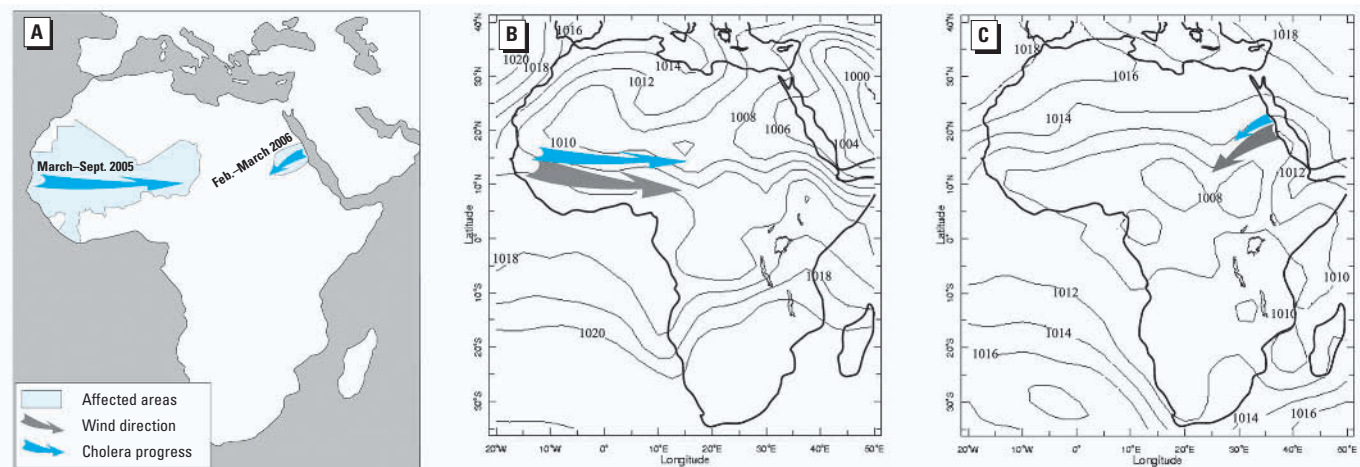 A
March–Sept. 2005
Feb.–March 2006
Affected areas
Wind direction
Cholera progress
B
40°N
30°N
20°N
10°N
0°N
10°S
20°S
30°S
Latitude
1016
1020
1018
1014
1012
1000
1008
1006
1010
1004
1018
1018
1020
20°W
10°W
0°E
10°E
20°E
30°E
40°E
50°E
Longitude
C
40°N
30°N
20°N
10°N
0°N
10°S
20°S
30°S
Latitude
1018
1018
1016
1014
1012
1008
1010
1012
1010
1014
1016
1014
1016
20°W
10°W
0°E
10°E
20°E
30°E
40°E
50°E
Longitude